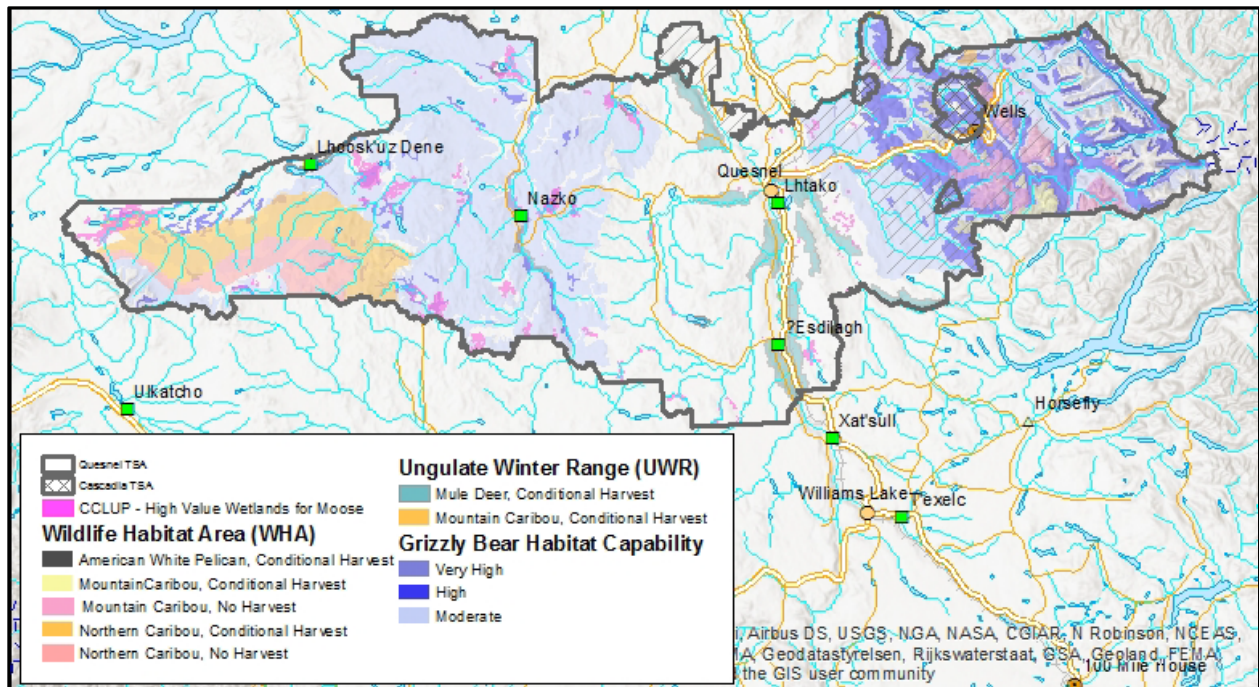 Wells
Lhoosk'uz Dene
Quesnel
Lhtako
Nazko
?Esdilagh
Ulkatcho
Horsefly
Xat'sull
Williams Lake
T'exelc
100 Mile House
Quesnel TSA
Cascadia TSA
CCLUP - High Value Wetlands for Moose
Wildlife Habitat Area (WHA)
American White Pelican, Conditional Harvest
MountainCaribou, Conditional Harvest
Mountain Caribou, No Harvest
Northern Caribou, Conditional Harvest
Northern Caribou, No Harvest
Ungulate Winter Range (UWR)
Mule Deer, Conditional Harvest
Mountain Caribou, Conditional Harvest
Grizzly Bear Habitat Capability
Very High
High
Moderate
i, Airbus DS, USGS, NGA, NASA, CGIAR, N Robinson, NCEAS,
Geodatastyrelsen, Rijkswaterstaat, GSA, Geoland, FEMA,
the GIS user community